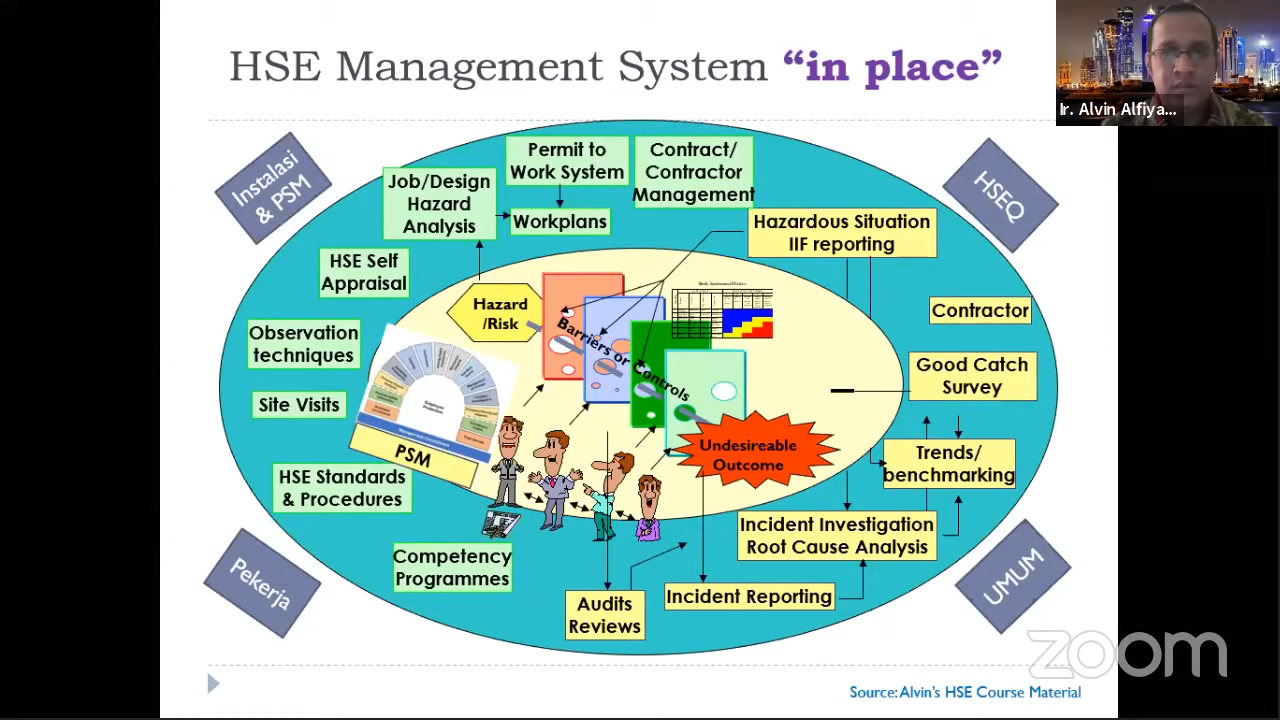 HSE Management System “in place”
Ir. Alvin Alfiya...
Instalasi
& PSM
HSEQ
Permit to
Work System
Contract/
Contractor
Management
Job/Design
Hazard
Analysis
Workplans
Hazardous Situation
IIF reporting
HSE Self
Appraisal
Hazard
/Risk
Barriers or Controls
Contractor
Observation
techniques
Good Catch
Survey
Site Visits
PSM
Undesireable
Outcome
Trends/
benchmarking
HSE Standards
& Procedures
Incident Investigation
Root Cause Analysis
Competency
Programmes
Pekerja
UMUM
Audits
Reviews
Incident Reporting
zoom
Source: Alvin's HSE Course Material